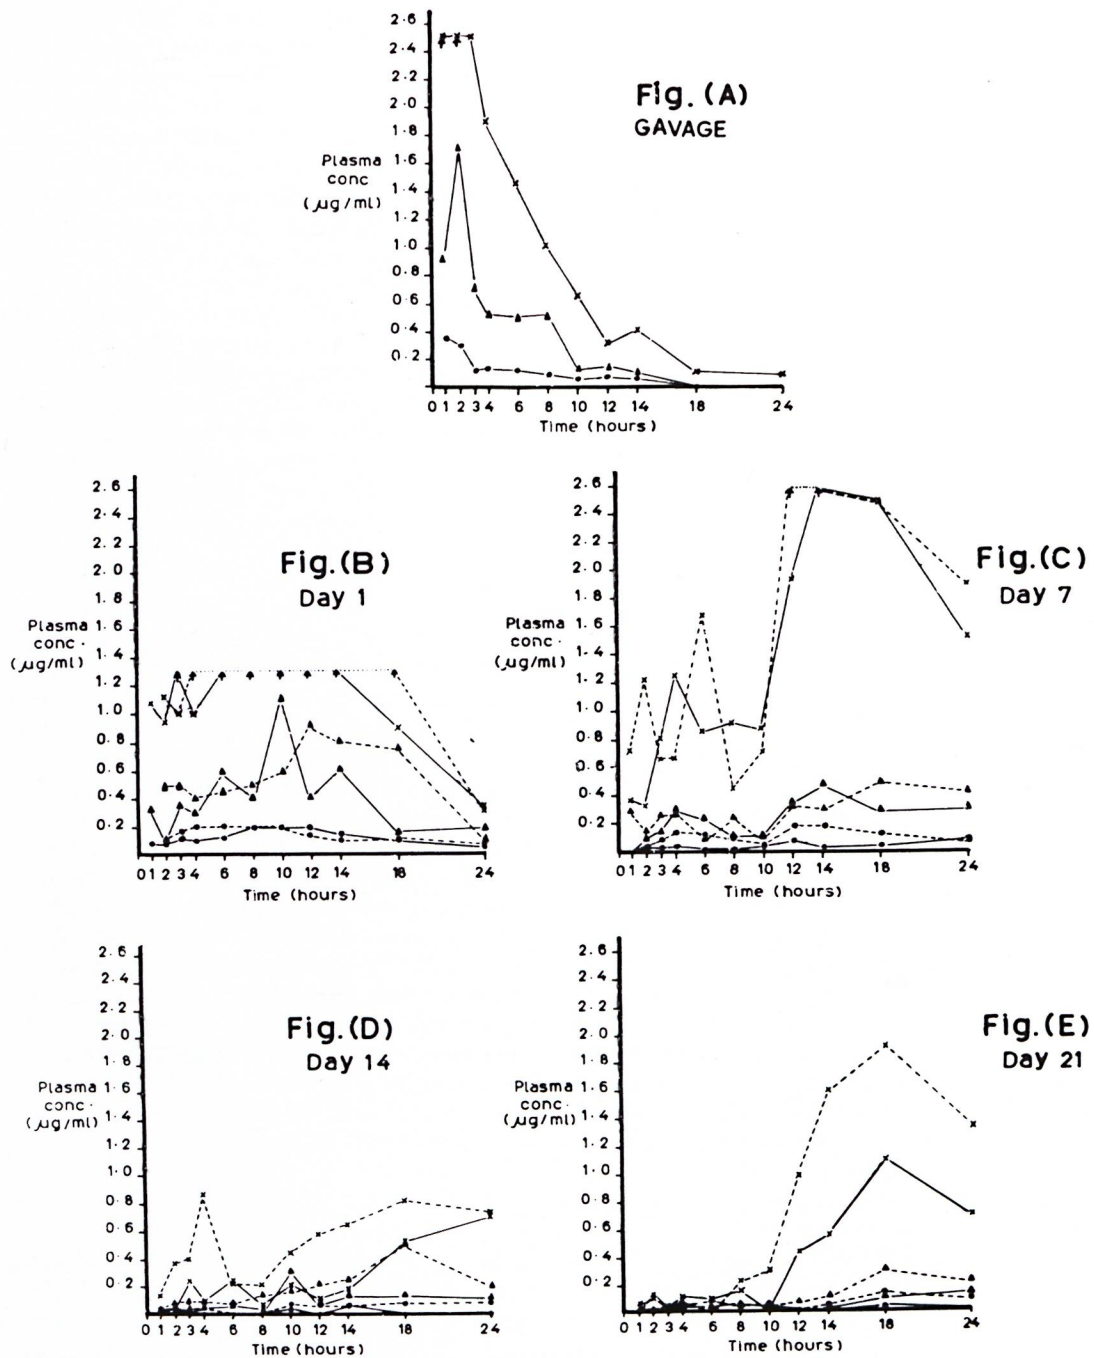 2.6
2.4
2.2
2.0
1.8
1.6
1.4
1.2
1.0
0.8
0.6
0.4
0.2
Plasma
conc
(µg/ml)
Fig.(A)
GAVAGE
0 1 2 3 4 6 8 10 12 14 18 24
Time (hours)
2.6
2.4
2.2
2.0
1.8
1.6
1.4
1.2
1.0
0.8
0.6
0.4
0.2
Plasma
conc.
(µg/ml)
Fig.(B)
Day 1
0 1 2 3 4 6 8 10 12 14 18 24
Time (hours)
2.6
2.4
2.2
2.0
1.8
1.6
1.4
1.2
1.0
0.8
0.6
0.4
0.2
Plasma
conc.
(µg/ml)
Fig.(C)
Day 7
0 1 2 3 4 6 8 10 12 14 18 24
Time (hours)
2.6
2.4
2.2
2.0
1.8
1.6
1.4
1.2
1.0
0.8
0.6
0.4
0.2
Plasma
conc.
(µg/ml)
Fig.(D)
Day 14
0 1 2 3 4 6 8 10 12 14 18 24
Time (hours)
2.6
2.4
2.2
2.0
1.8
1.6
1.4
1.2
1.0
0.8
0.6
0.4
0.2
Plasma
conc.
(µg/ml)
Fig.(E)
Day 21
0 1 2 3 4 6 8 10 12 14 18 24
Time (hours)